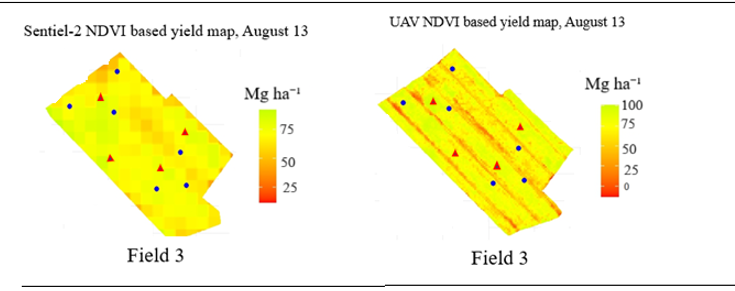 Sentiel-2 NDVI based yield map, August 13
Mg ha⁻¹
75
50
25
Field 3
UAV NDVI based yield map, August 13
Mg ha⁻¹
100
75
50
25
0
Field 3